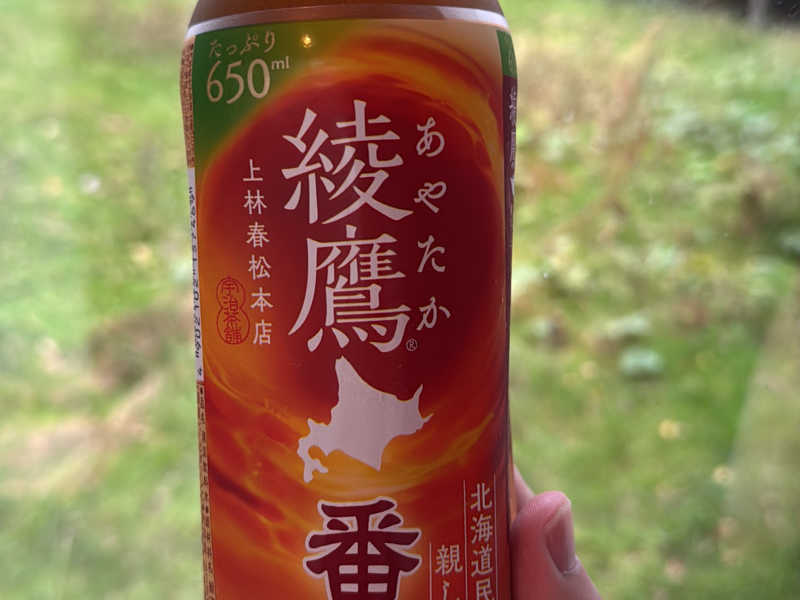 たっぷり
650ml
綾鷹®
あやたか
上林春松本店
宇治茶舗
番
北海道民
親し